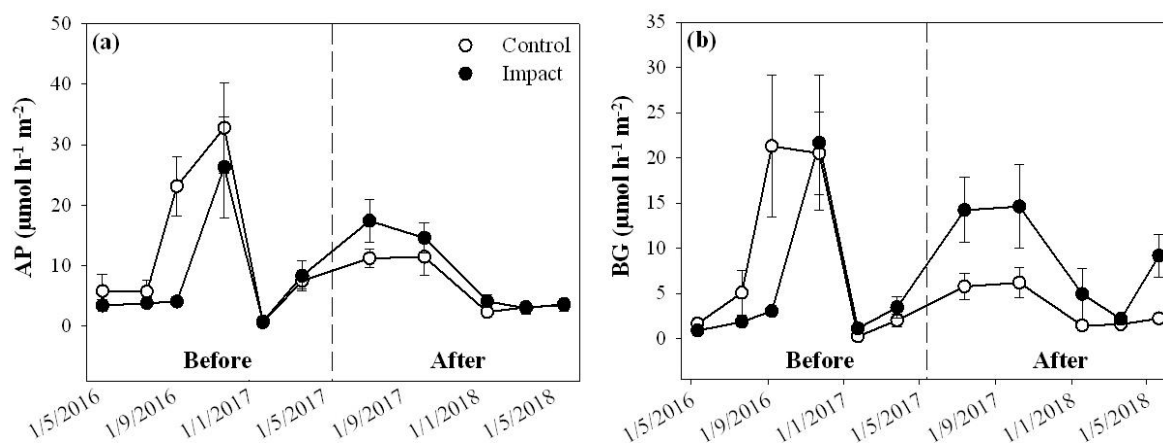 (a)
Control
Impact
AP (µmol h⁻¹ m⁻²)
50
40
30
20
10
0
Before
After
1/5/2016
1/9/2016
1/1/2017
1/5/2017
1/9/2017
1/1/2018
1/5/2018
(b)
BG (µmol h⁻¹ m⁻²)
35
30
25
20
15
10
5
0
Before
After
1/5/2016
1/9/2016
1/1/2017
1/5/2017
1/9/2017
1/1/2018
1/5/2018